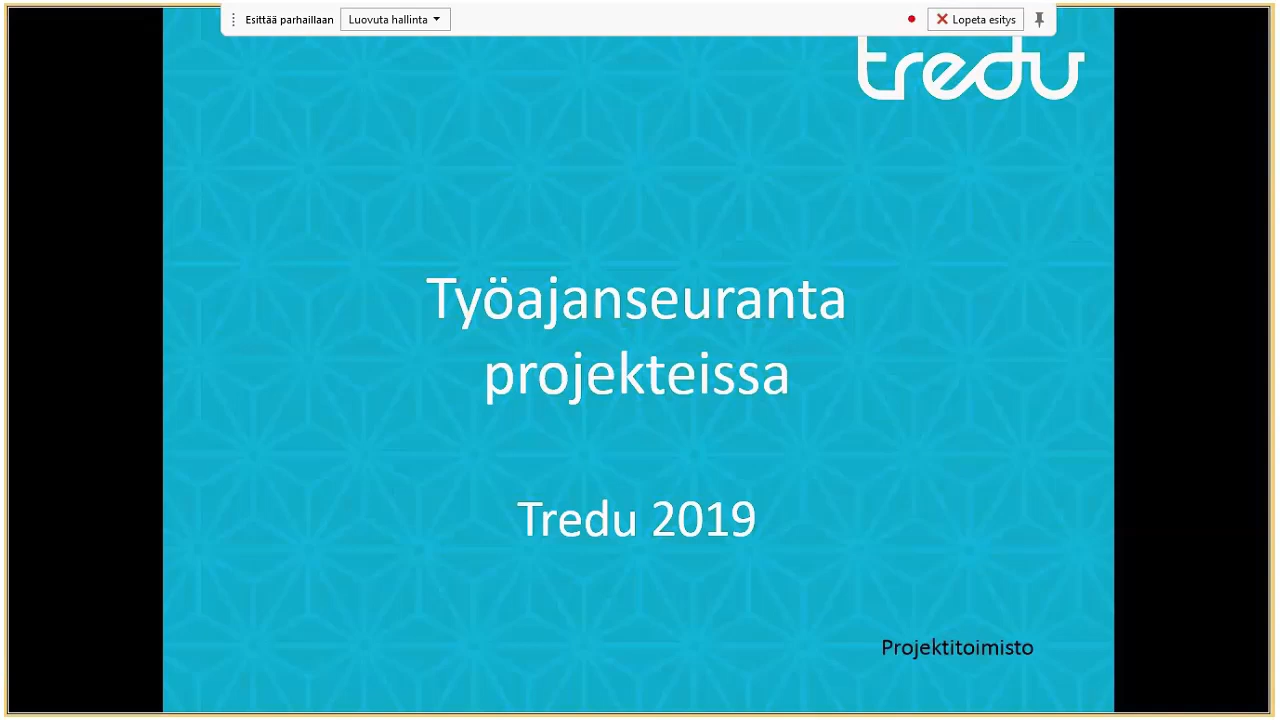 Esittää parhaillaan Luovuta hallinta Lopeta esitys
tredu
Työajanseuranta
projekteissa
Tredu 2019
Projektitoimisto